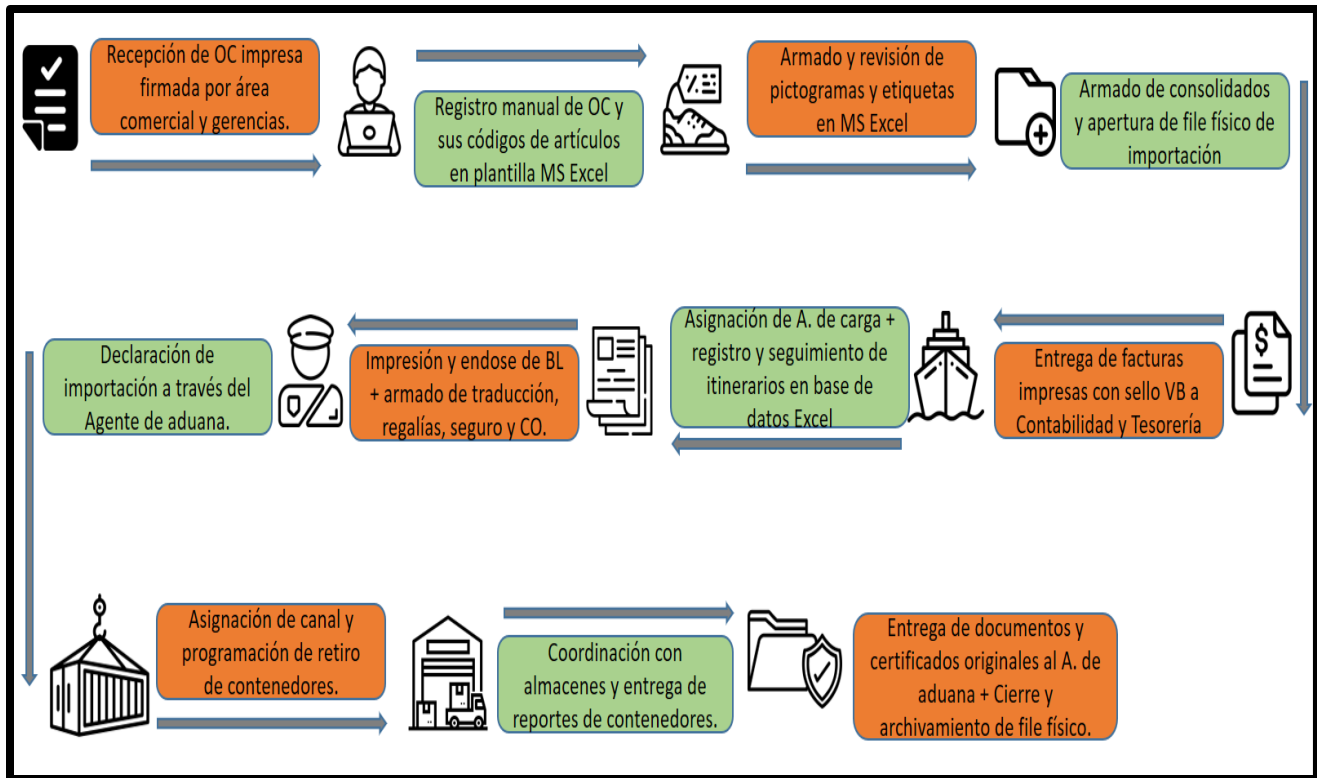 Recepción de OC impresa
firmada por área
comercial y gerencias.
Registro manual de OC y
sus códigos de artículos
en plantilla MS Excel
Armado y revisión de
pictogramas y etiquetas
en MS Excel
Armado de consolidados
y apertura de file físico de
importación
Entrega de facturas
impresas con sello VB a
Contabilidad y Tesorería
Asignación de A. de carga +
registro y seguimiento de
itinerarios en base de
datos Excel
Impresión y endose de BL
+ armado de traducción,
regalías, seguro y CO.
Declaración de
importación a través del
Agente de aduana.
Asignación de canal y
programación de retiro
de contenedores.
Coordinación con
almacenes y entrega de
reportes de contenedores.
Entrega de documentos y
certificados originales al A. de
aduana + Cierre y
archivamiento de file físico.